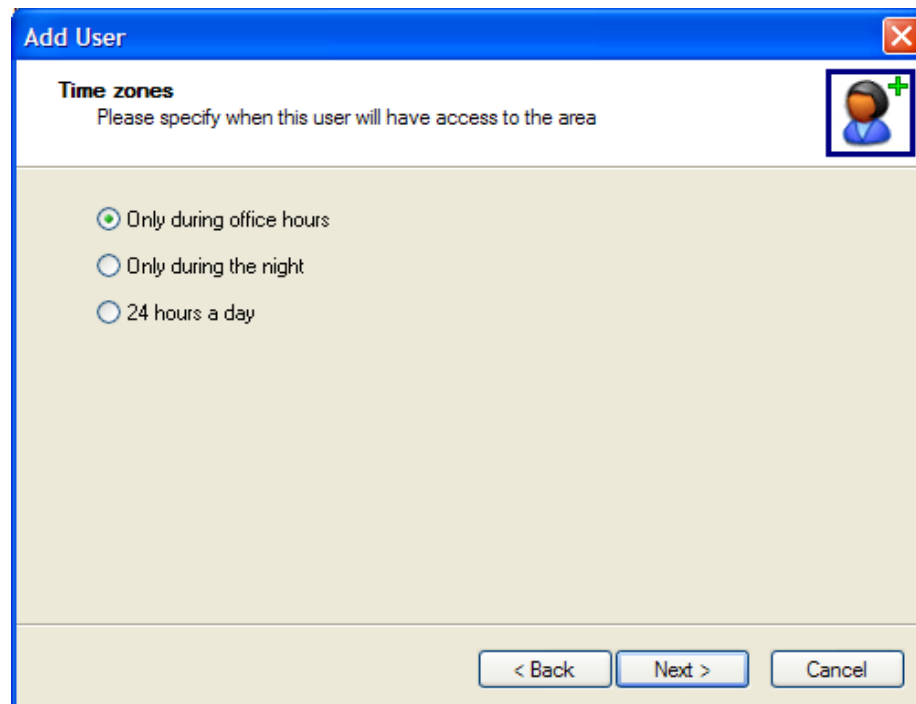 Add User
Time zones
Please specify when this user will have access to the area
Only during office hours
Only during the night
24 hours a day
< Back Next > Cancel